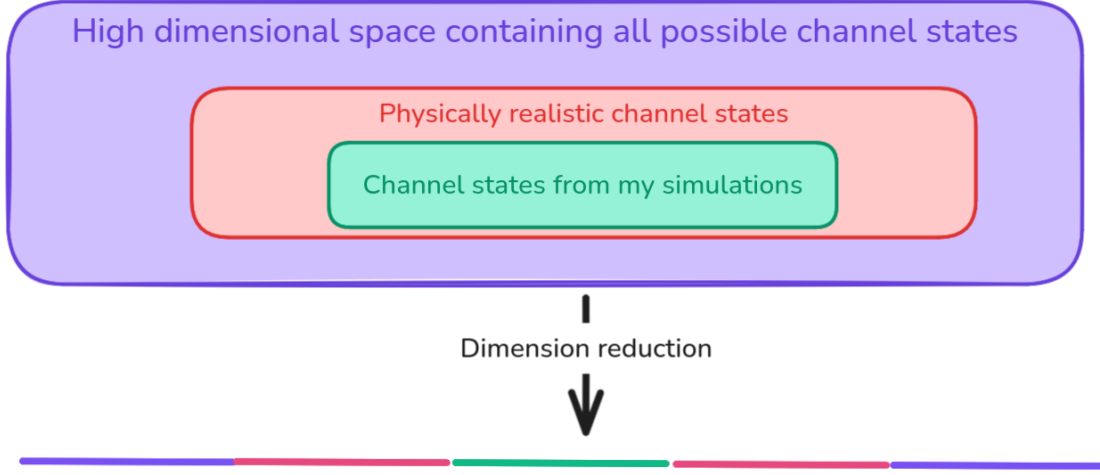 High dimensional space containing all possible channel states
Physically realistic channel states
Channel states from my simulations
Dimension reduction